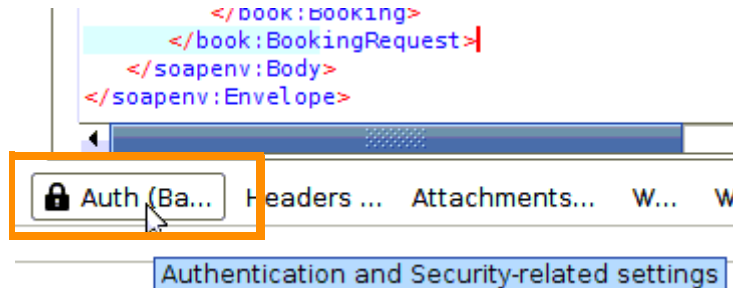 </book:Booking>
</book:BookingRequest>
</soapenv:Body>
</soapenv:Envelope>
Auth (Ba... Headers ... Attachments... W... W
Authentication and Security-related settings